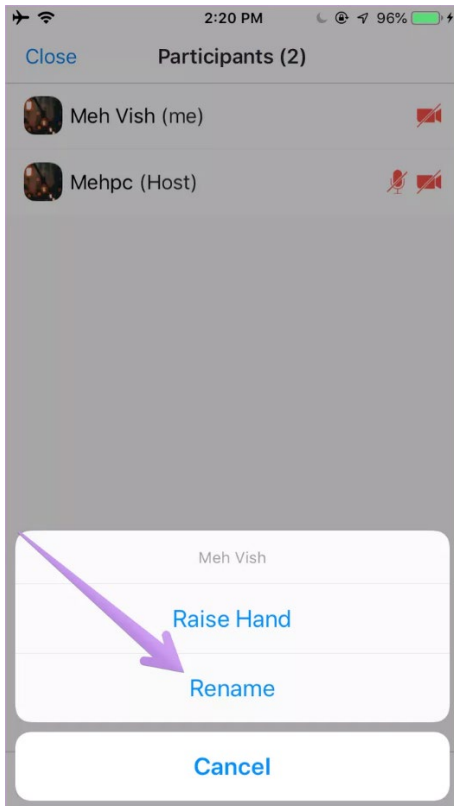 2:20 PM 96%
Close Participants (2)
Meh Vish (me)
Mehpc (Host)
Meh Vish
Raise Hand
Rename
Cancel